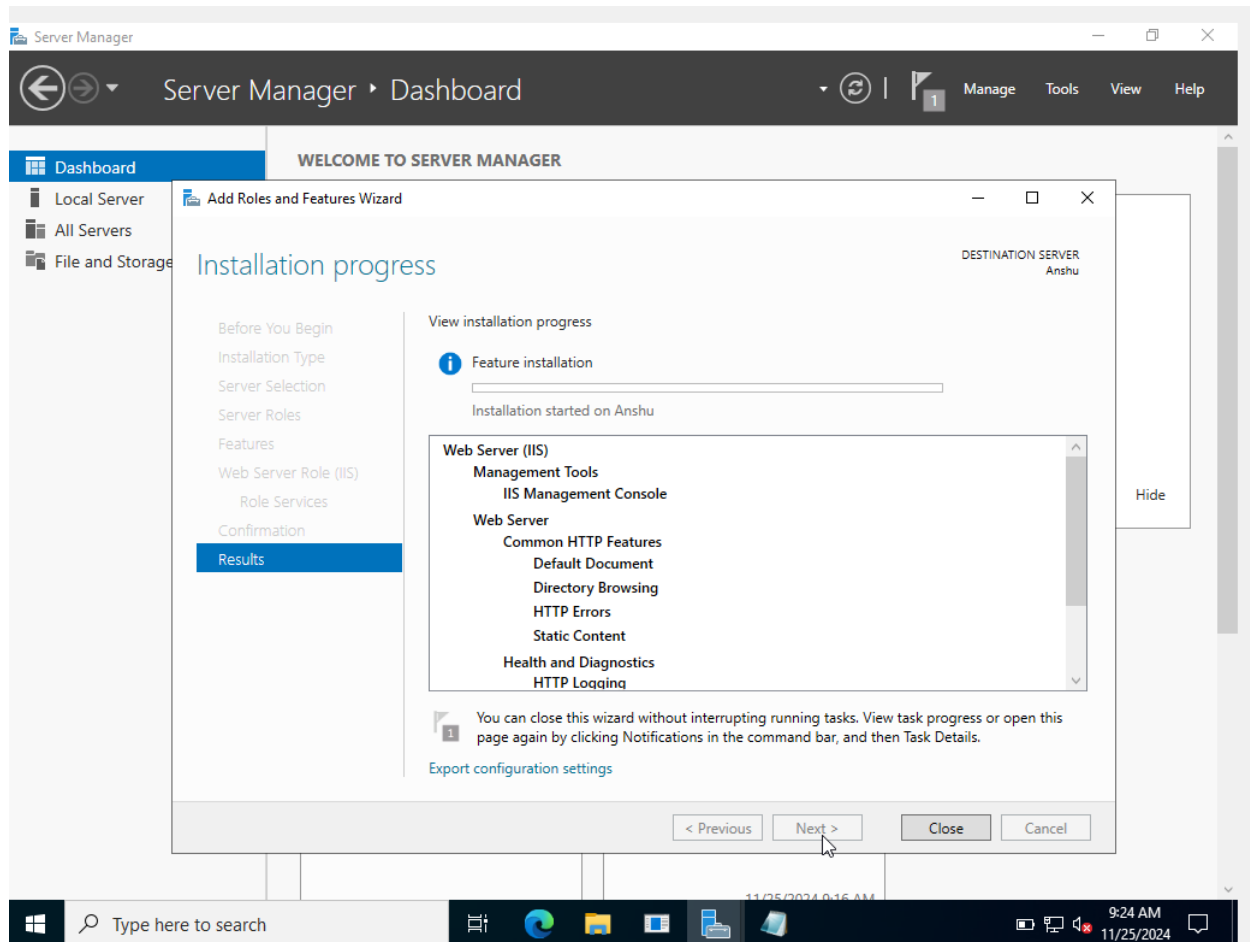 Server Manager
Server Manager ‣ Dashboard
1
Manage
Tools
View
Help
Dashboard
Local Server
All Servers
File and Storage
WELCOME TO SERVER MANAGER
Add Roles and Features Wizard
Installation progress
DESTINATION SERVER
Anshu
Before You Begin
Installation Type
Server Selection
Server Roles
Features
Web Server Role (IIS)
Role Services
Confirmation
Results
View installation progress
Feature installation
Installation started on Anshu
Web Server (IIS)
Management Tools
IIS Management Console
Web Server
Common HTTP Features
Default Document
Directory Browsing
HTTP Errors
Static Content
Health and Diagnostics
HTTP Logging
1
You can close this wizard without interrupting running tasks. View task progress or open this
page again by clicking Notifications in the command bar, and then Task Details.
Export configuration settings
< Previous
Next >
Close
Cancel
Hide
11/25/2024 9:16 AM
Type here to search
9:24 AM
11/25/2024